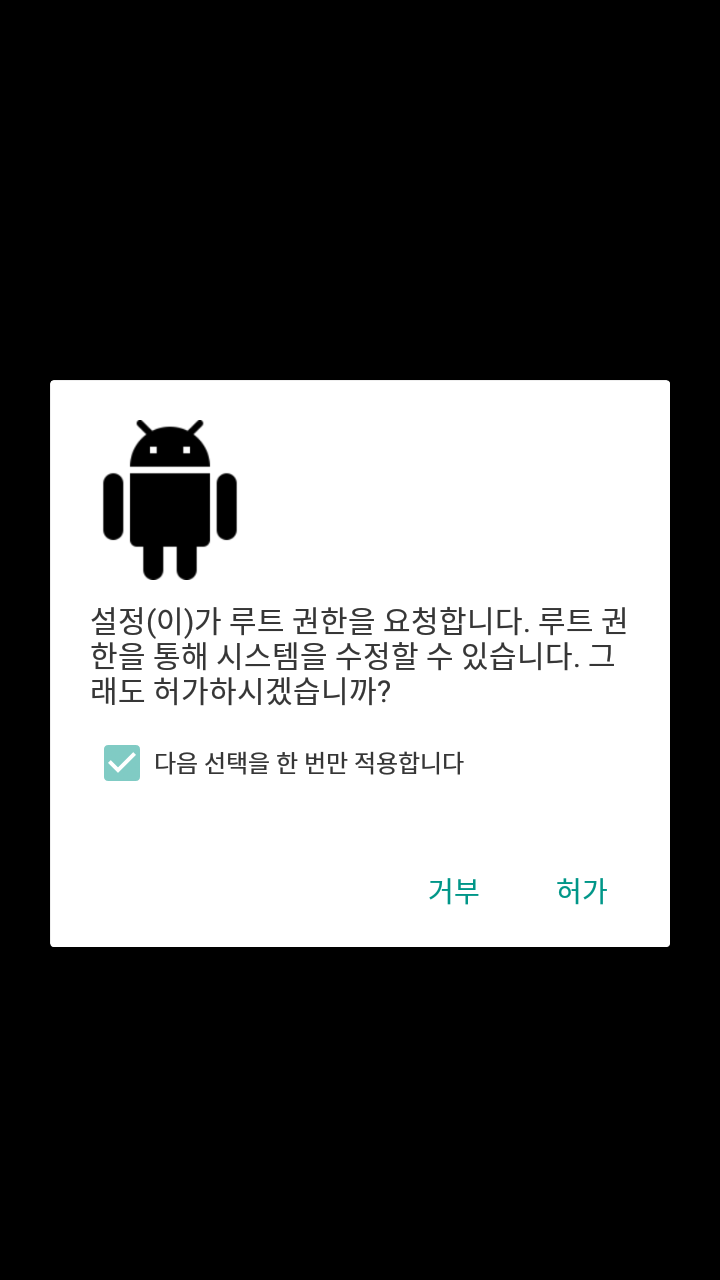 설정(이)가 루트 권한을 요청합니다. 루트 권
한을 통해 시스템을 수정할 수 있습니다. 그
래도 허가하시겠습니까?
다음 선택을 한 번만 적용합니다
거부 허가